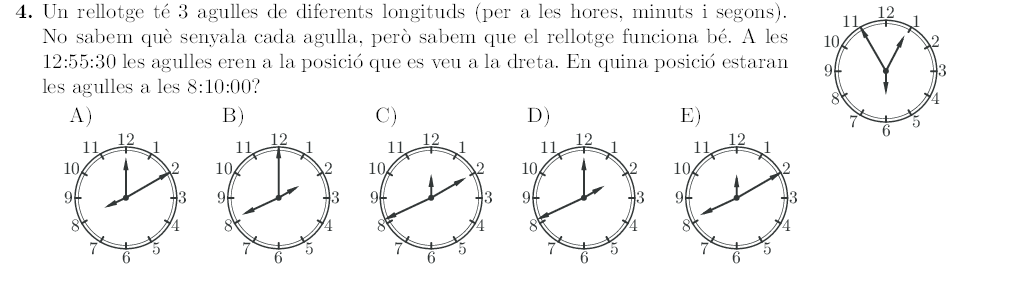 4. Un rellotge té 3 agulles de diferents longituds (per a les hores, minuts i segons).
No sabem què senyala cada agulla, però sabem que el rellotge funciona bé. A les
12:55:30 les agulles eren a la posició que es veu a la dreta. En quina posició estaran
les agulles a les 8:10:00?
12
11 1
10 2
9 3
8 4
7 5
6
A) B) C) D) E)
12 12 12 12 12
11 1 11 1 11 1 11 1 11 1
10 2 10 2 10 2 10 2 10 2
9 3 9 3 9 3 9 3 9 3
8 4 8 4 8 4 8 4 8 4
7 5 7 5 7 5 7 5 7 5
6 6 6 6 6